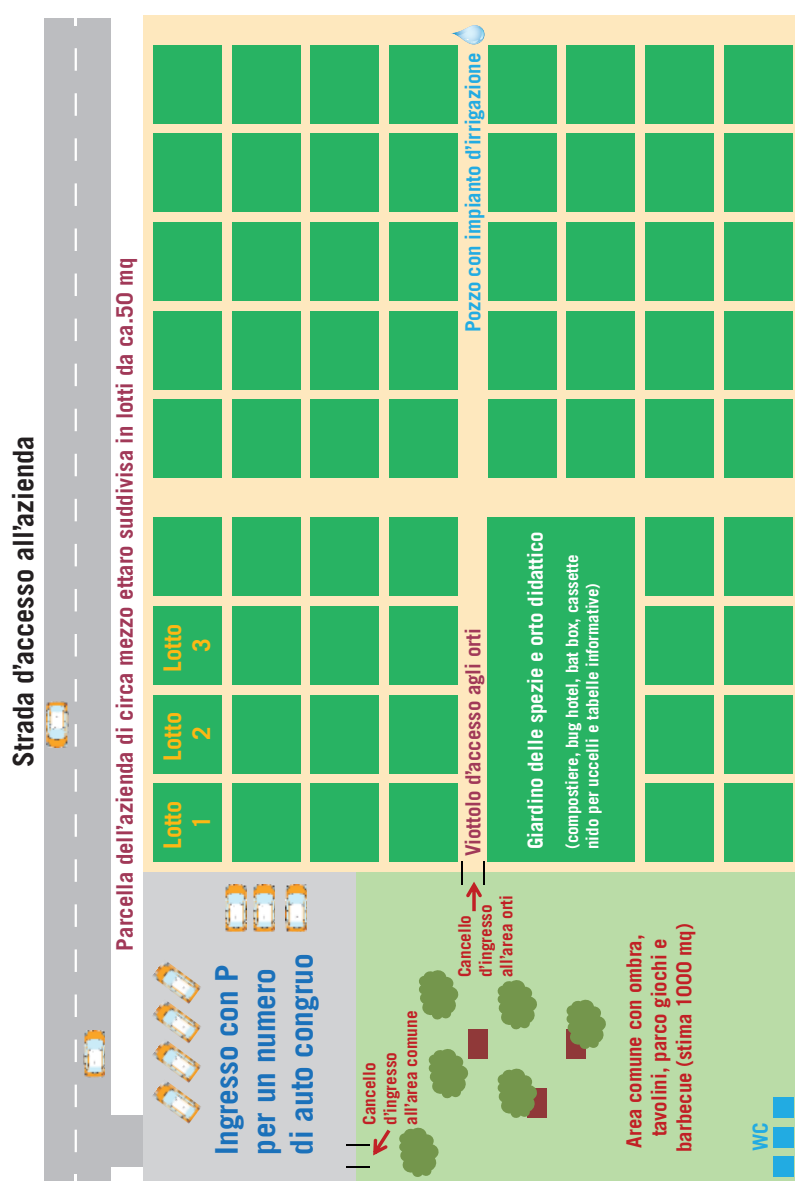 Strada d'accesso all'azienda
Parcella dell'azienda di circa mezzo ettaro suddivisa in lotti da ca.50 mq
Ingresso con P
per un numero
di auto congruo
Lotto
1
Lotto
2
Lotto
3
Cancello
d'ingresso
all'area comune
Cancello
d'ingresso
all'area orti
Viottolo d'accesso agli orti
Pozzo con impianto d'irrigazione
Giardino delle spezie e orto didattico
(compostiere, bug hotel, bat box, cassette
nido per uccelli e tabelle informative)
Area comune con ombra,
tavolini, parco giochi e
barbecue (stima 1000 mq)
WC